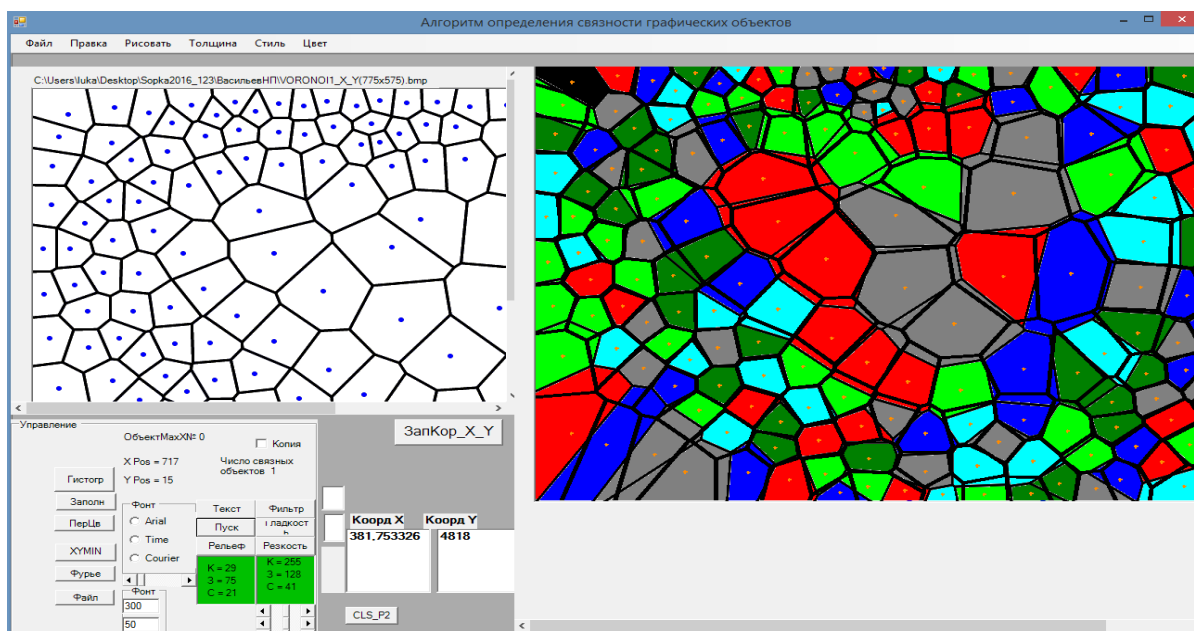 Алгоритм определения связности графических объектов
Файл Правка Рисовать Толщина Стиль Цвет
C:\Users\luka\Desktop\Sopka2016_123\ВасильевНП\VORONOI1_X_Y(775x575).bmp
Управление
ОбъектMaxXN= 0
Копия
ЗапКор_X_Y
X Pos = 717
Число связных
объектов 1
Y Pos = 15
Гистогр
Заполн
ПерЦв
XYMIN
Фурье
Файл
Фонт
Arial
Time
Courier
Текст
Фильтр
Пуск
Рельеф
Резкость
К = 29
З = 75
С = 21
К = 255
З = 128
С = 41
Фонт
300
50
Коорд X
Коорд Y
381,753326
4818
CLS_P2